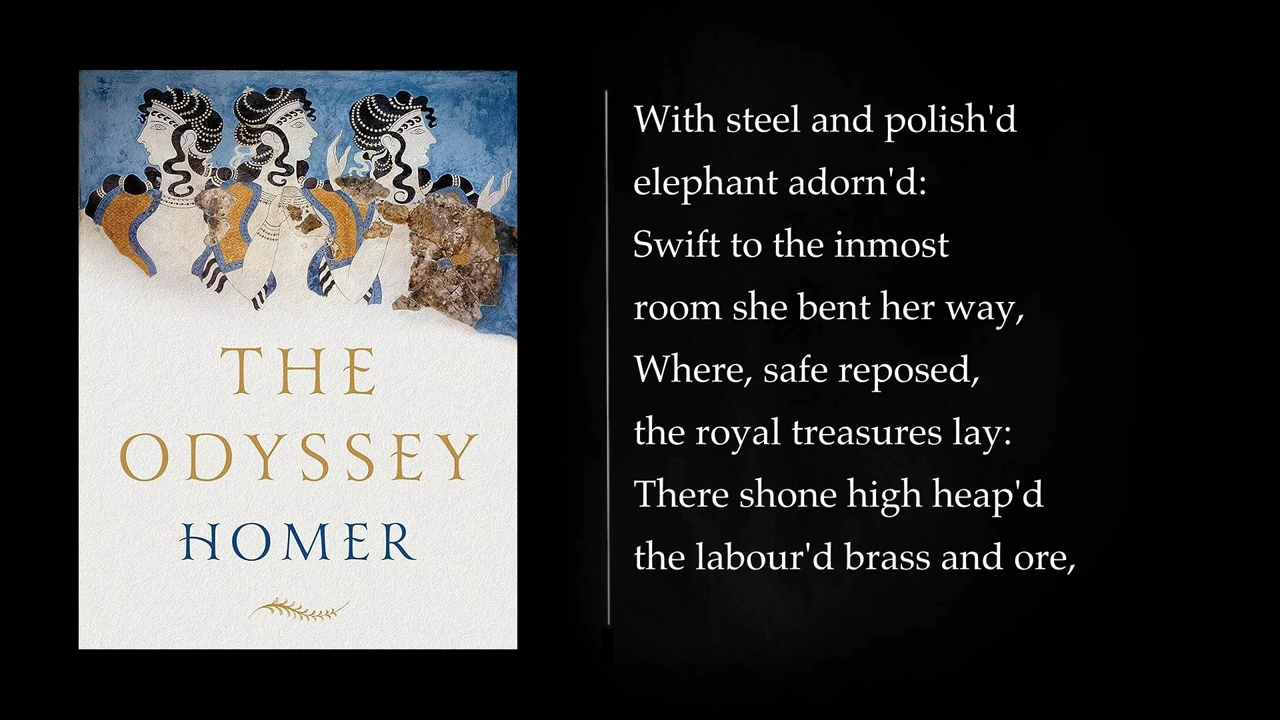 THE
ODYSSEY
HOMER
With steel and polish'd
elephant adorn'd:
Swift to the inmost
room she bent her way,
Where, safe reposed,
the royal treasures lay:
There shone high heap'd
the labour'd brass and ore,